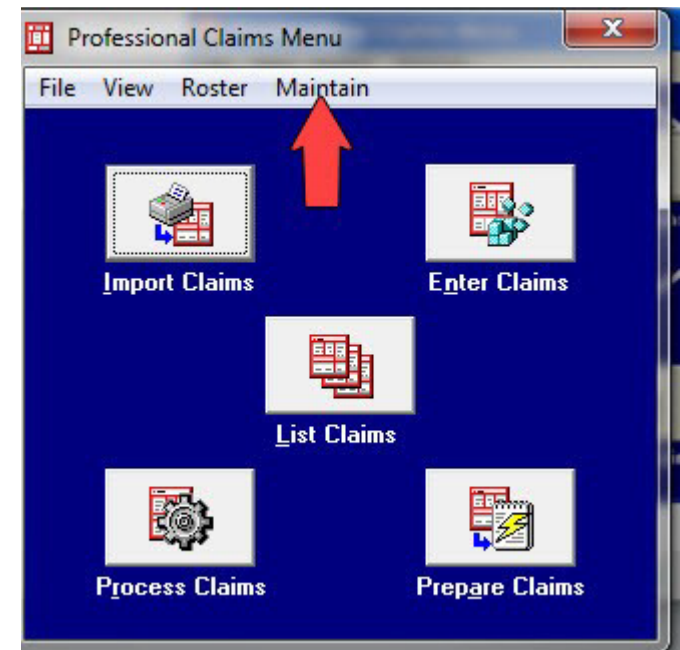 Professional Claims Menu
File View Roster Maintain
Import Claims Enter Claims
List Claims
Process Claims Prepare Claims